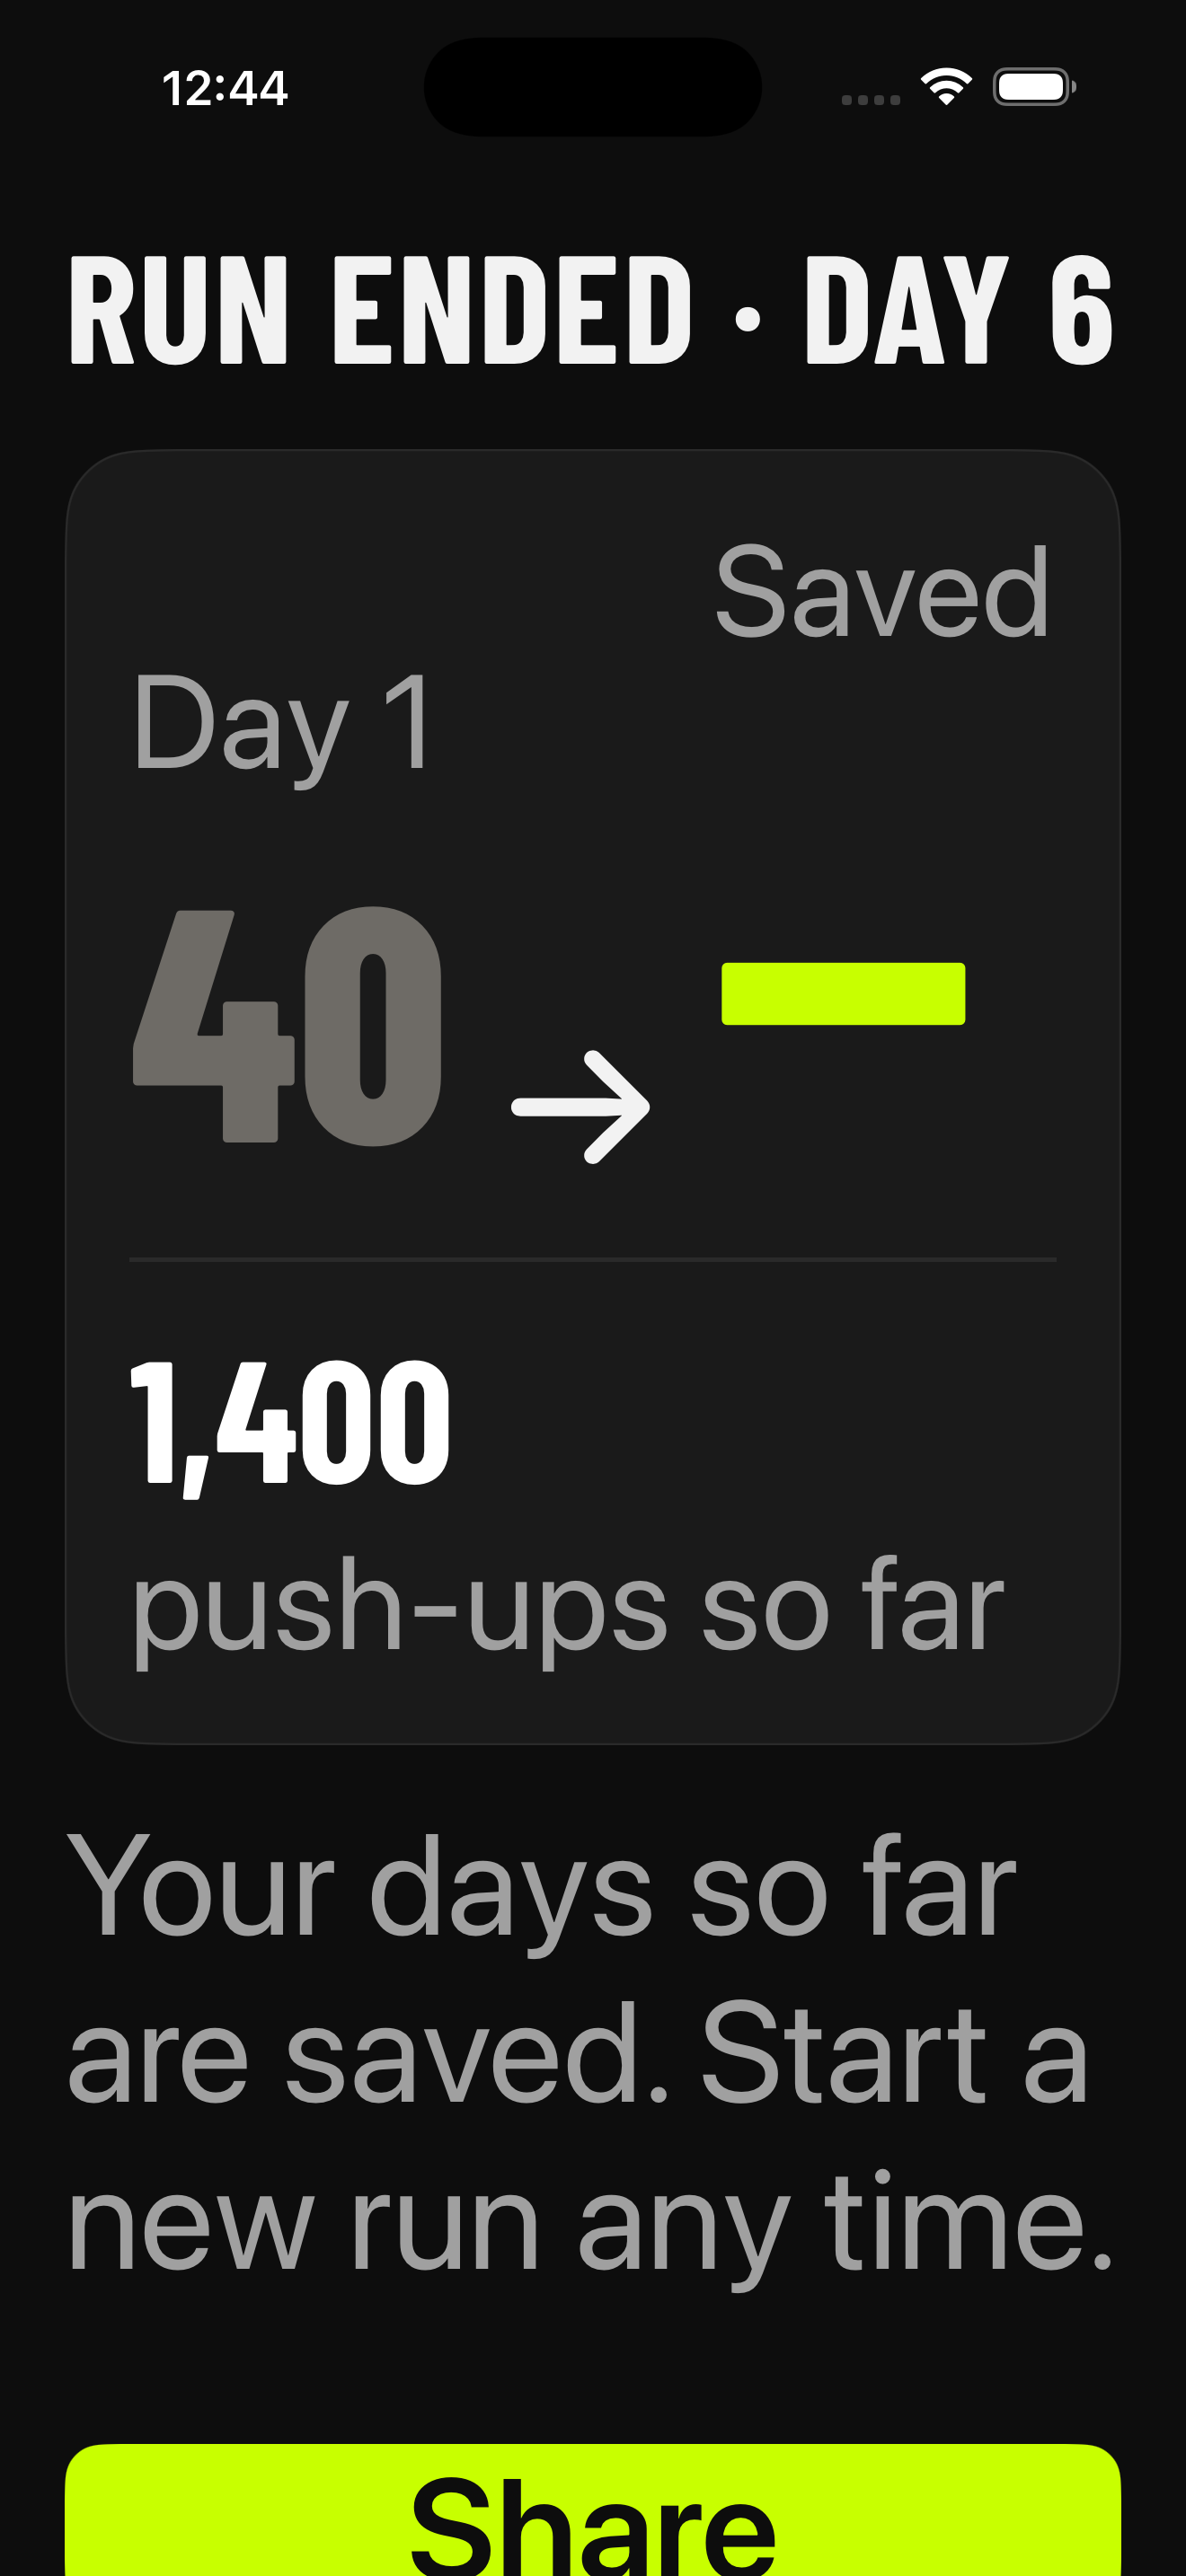 12:44
RUN ENDED · DAY 6
Saved
Day 1
40
→
–
1,400
push-ups so far
Your days so far
are saved. Start a
new run any time.
Share